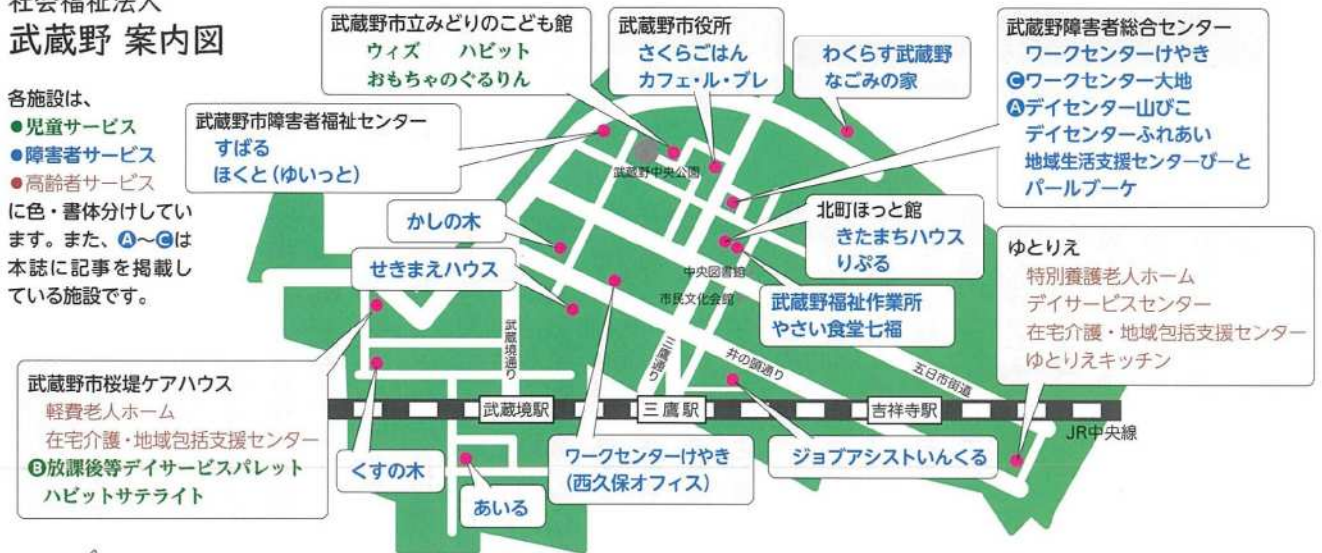 社会福祉法人
武蔵野 案内図
各施設は、
●児童サービス
●障害者サービス
●高齢者サービス
に色・書体分けしてい
ます。また、Ⓐ〜Ⓒは
本誌に記事を掲載し
ている施設です。
武蔵野市立みどりのこども館
ウィズ ハビット
おもちゃのぐるりん
武蔵野市役所
さくらごはん
カフェ・ル・ブレ
わくらす武蔵野
なごみの家
武蔵野障害者総合センター
ワークセンターけやき
Ⓒワークセンター大地
Ⓐデイセンター山びこ
デイセンターふれあい
地域生活支援センターびーと
パールブーケ
武蔵野市障害者福祉センター
すばる
ほくと(ゆいっと)
武蔵野中央公園
かしの木
せきまえハウス
北町ほっと館
きたまちハウス
りぷる
中央図書館
市民文化会館
武蔵野福祉作業所
やさい食堂七福
ゆとりえ
特別養護老人ホーム
デイサービスセンター
在宅介護・地域包括支援センター
ゆとりえキッチン
武蔵境通り
三鷹通り
井の頭通り
五日市街道
武蔵野市桜堤ケアハウス
軽費老人ホーム
在宅介護・地域包括支援センター
Ⓑ放課後等デイサービスパレット
ハビットサテライト
武蔵境駅
三鷹駅
吉祥寺駅
JR中央線
くすの木
あいる
ワークセンターけやき
(西久保オフィス)
ジョブアシストいんくる